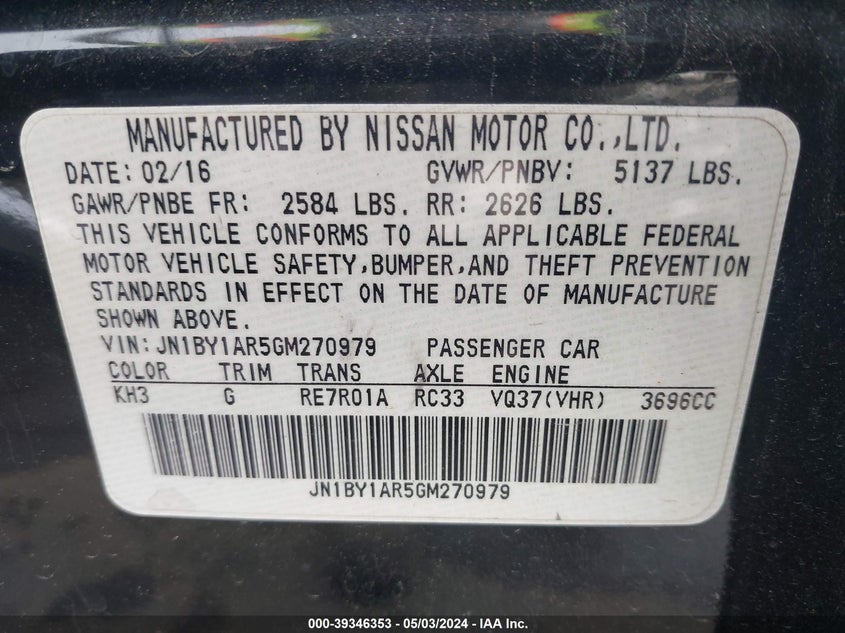 MANUFACTURED BY NISSAN MOTOR CO.,LTD.
DATE: 02/16 GVWR/PNBV: 5137 LBS.
GAWR/PNBE FR: 2584 LBS. RR: 2626 LBS.
THIS VEHICLE CONFORMS TO ALL APPLICABLE FEDERAL
MOTOR VEHICLE SAFETY,BUMPER,AND THEFT PREVENTION
STANDARDS IN EFFECT ON THE DATE OF MANUFACTURE
SHOWN ABOVE.
VIN: JN1BY1AR5GM270979 PASSENGER CAR
COLOR TRIM TRANS AXLE ENGINE
KH3 G RE7R01A RC33 VQ37(VHR) 3696CC
JN1BY1AR5GM270979
000-39346353 — 05/03/2024 — IAA Inc.